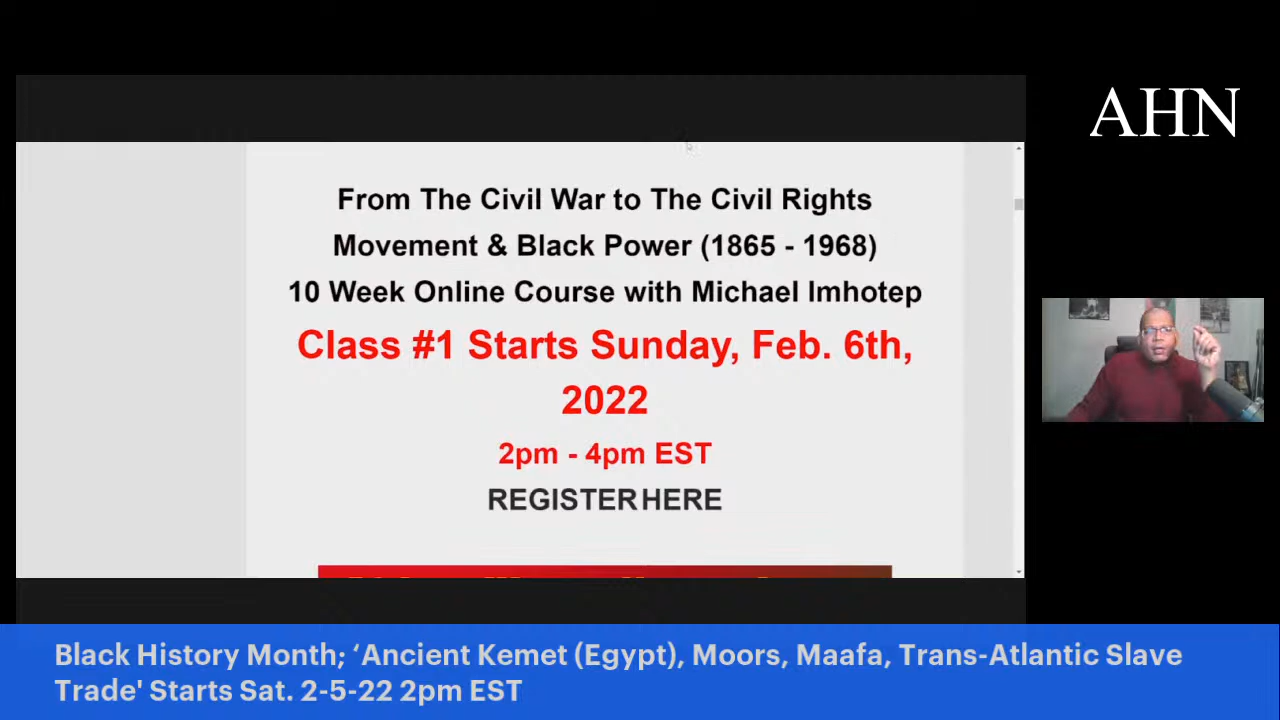 AHN
From The Civil War to The Civil Rights
Movement & Black Power (1865 - 1968)
10 Week Online Course with Michael Imhotep
Class #1 Starts Sunday, Feb. 6th,
2022
2pm - 4pm EST
REGISTER HERE
Black History Month; ‘Ancient Kemet (Egypt), Moors, Maafa, Trans-Atlantic Slave
Trade' Starts Sat. 2-5-22 2pm EST